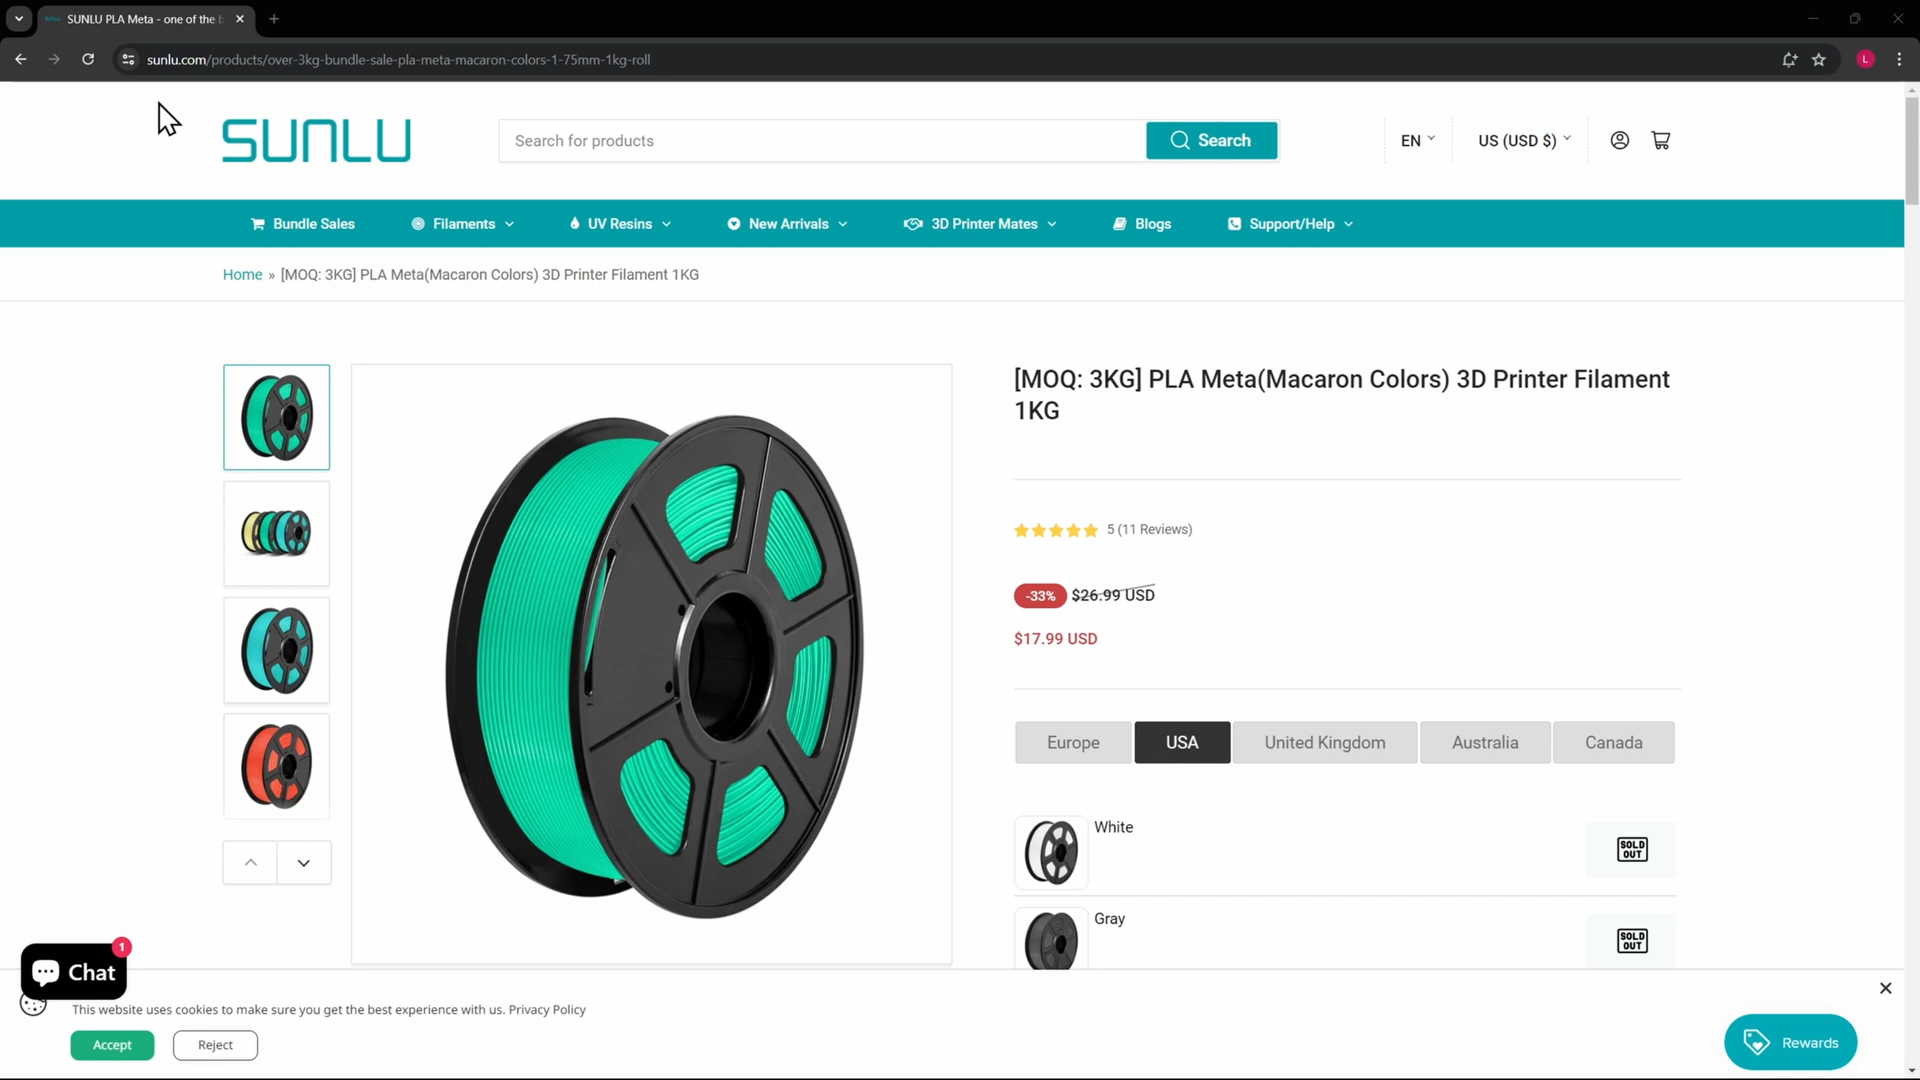 SUNLU PLA Meta - one of the b
sunlu.com/products/over-3kg-bundle-sale-pla-meta-macaron-colors-1-75mm-1kg-roll
L
SUNLU
Search for products
Search
EN
US (USD $)
Bundle Sales
Filaments
UV Resins
New Arrivals
3D Printer Mates
Blogs
Support/Help
Home » [MOQ: 3KG] PLA Meta(Macaron Colors) 3D Printer Filament 1KG
[MOQ: 3KG] PLA Meta(Macaron Colors) 3D Printer Filament
1KG
5 (11 Reviews)
-33% $26.99 USD
$17.99 USD
Europe
USA
United Kingdom
Australia
Canada
White
SOLD
OUT
Gray
SOLD
OUT
1
Chat
This website uses cookies to make sure you get the best experience with us. Privacy Policy
Accept
Reject
Rewards